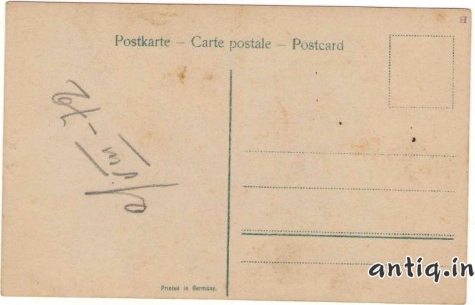 Postkarte – Carte postale – Postcard
Printed in Germany.
antiq.in